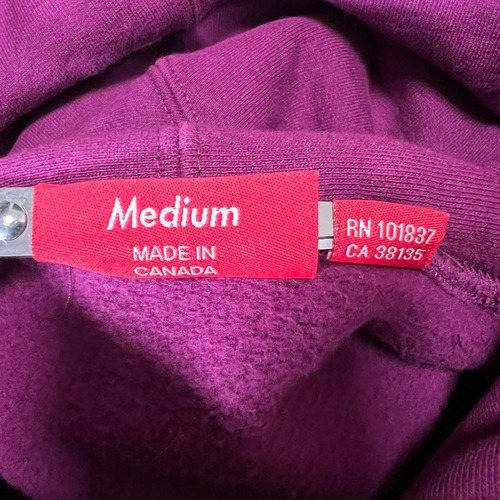 Medium
MADE IN
CANADA
RN 101837
CA 38135